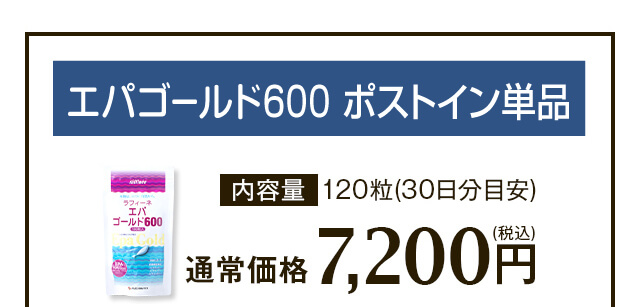 エパゴールド600 ポストイン単品
内容量 120粒(30日分目安)
ラフィーネ
エパ
ゴールド600
通常価格 7,200円(税込)